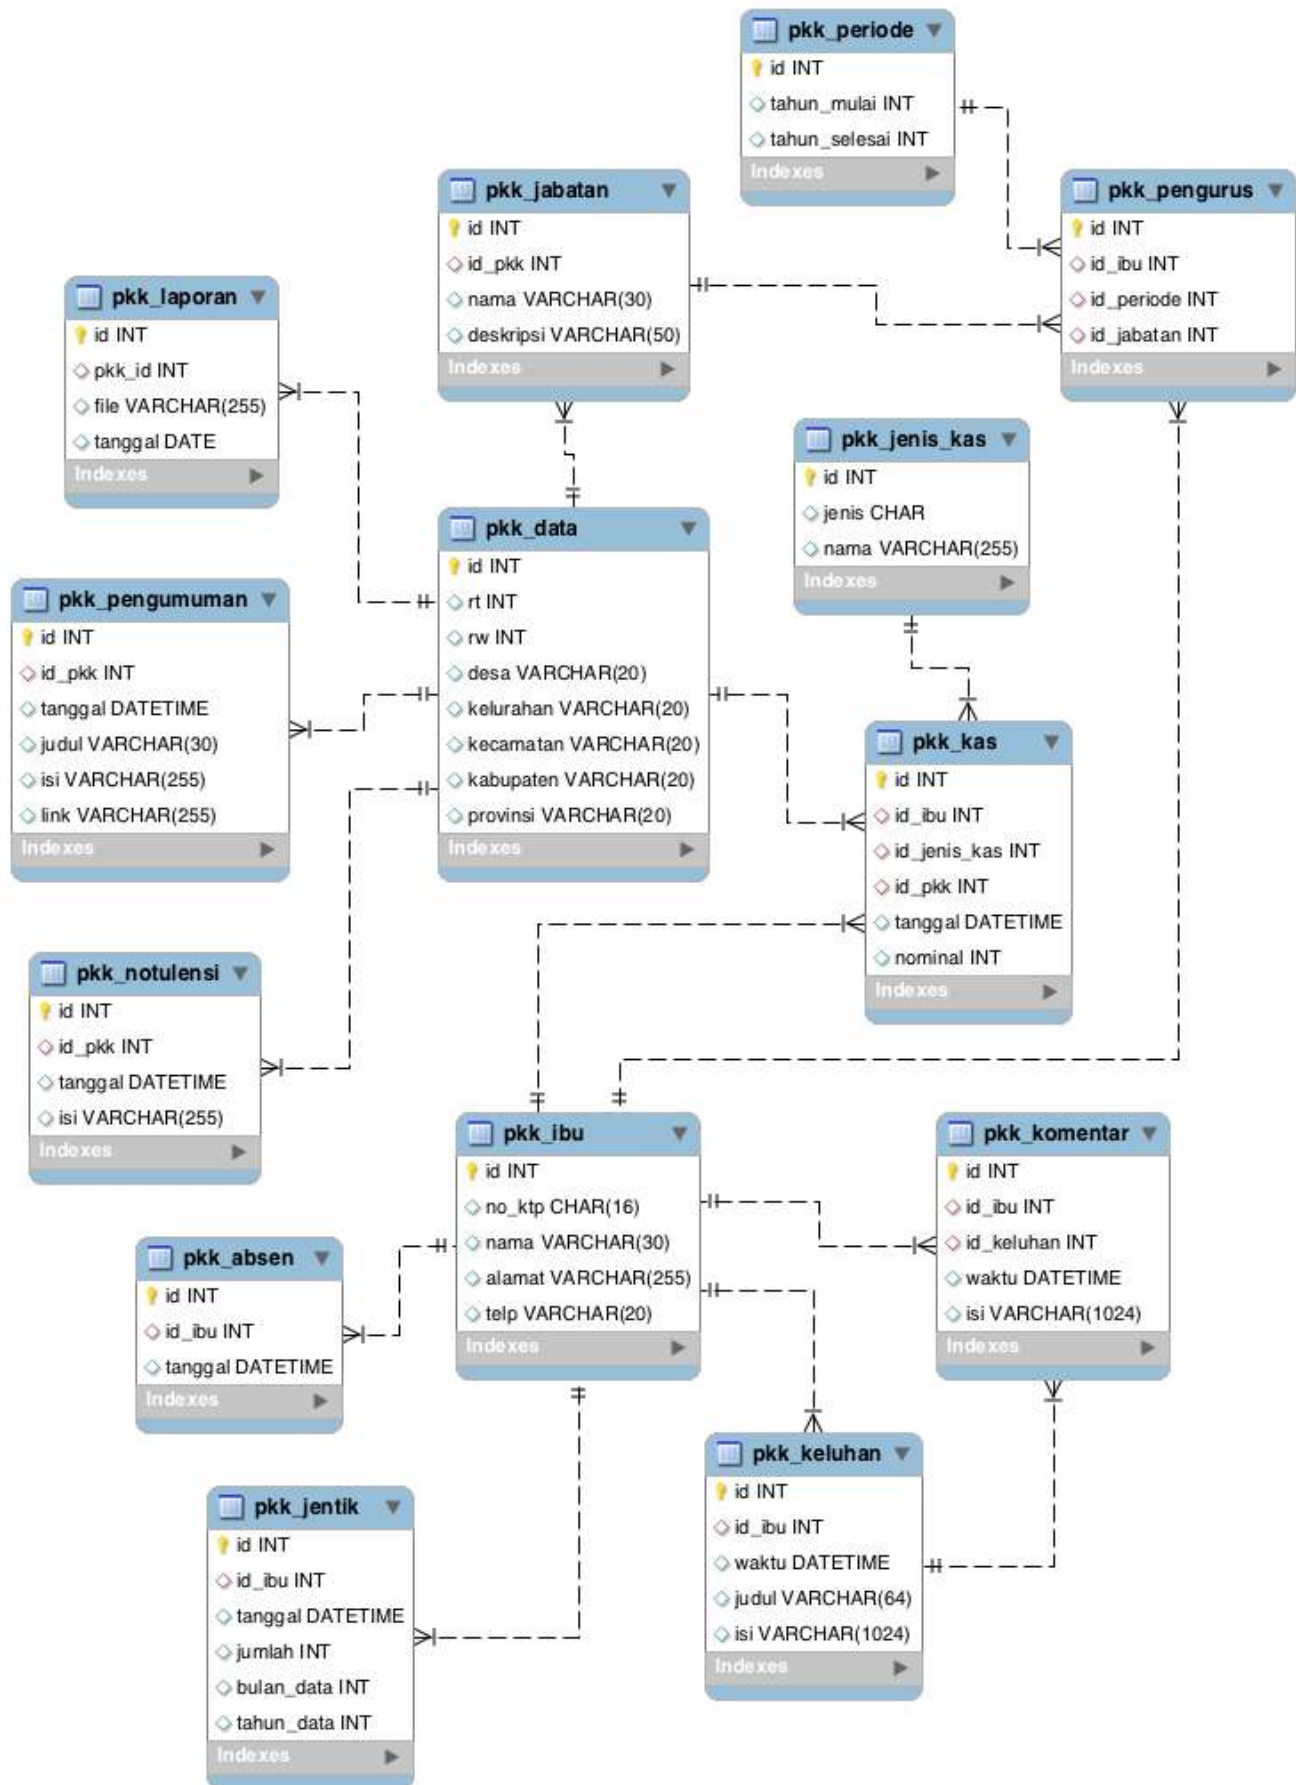 pkk_periode
id INT
tahun_mulai INT
tahun_selesai INT
Indexes
pkk_jabatan
id INT
id_pkk INT
nama VARCHAR(30)
deskripsi VARCHAR(50)
Indexes
pkk_pengurus
id INT
id_ibu INT
id_periode INT
id_jabatan INT
Indexes
pkk_laporan
id INT
pkk_id INT
file VARCHAR(255)
tanggal DATE
Indexes
pkk_jenis_kas
id INT
jenis CHAR
nama VARCHAR(255)
Indexes
pkk_data
id INT
rt INT
rw INT
desa VARCHAR(20)
kelurahan VARCHAR(20)
kecamatan VARCHAR(20)
kabupaten VARCHAR(20)
provinsi VARCHAR(20)
Indexes
pkk_pengumuman
id INT
id_pkk INT
tanggal DATETIME
judul VARCHAR(30)
isi VARCHAR(255)
link VARCHAR(255)
Indexes
pkk_kas
id INT
id_ibu INT
id_jenis_kas INT
id_pkk INT
tanggal DATETIME
nominal INT
Indexes
pkk_notulensi
id INT
id_pkk INT
tanggal DATETIME
isi VARCHAR(255)
Indexes
pkk_ibu
id INT
no_ktp CHAR(16)
nama VARCHAR(30)
alamat VARCHAR(255)
telp VARCHAR(20)
Indexes
pkk_komentar
id INT
id_ibu INT
id_keluhan INT
waktu DATETIME
isi VARCHAR(1024)
Indexes
pkk_absen
id INT
id_ibu INT
tanggal DATETIME
Indexes
pkk_keluhan
id INT
id_ibu INT
waktu DATETIME
judul VARCHAR(64)
isi VARCHAR(1024)
Indexes
pkk_jentik
id INT
id_ibu INT
tanggal DATETIME
jumlah INT
bulan_data INT
tahun_data INT
Indexes